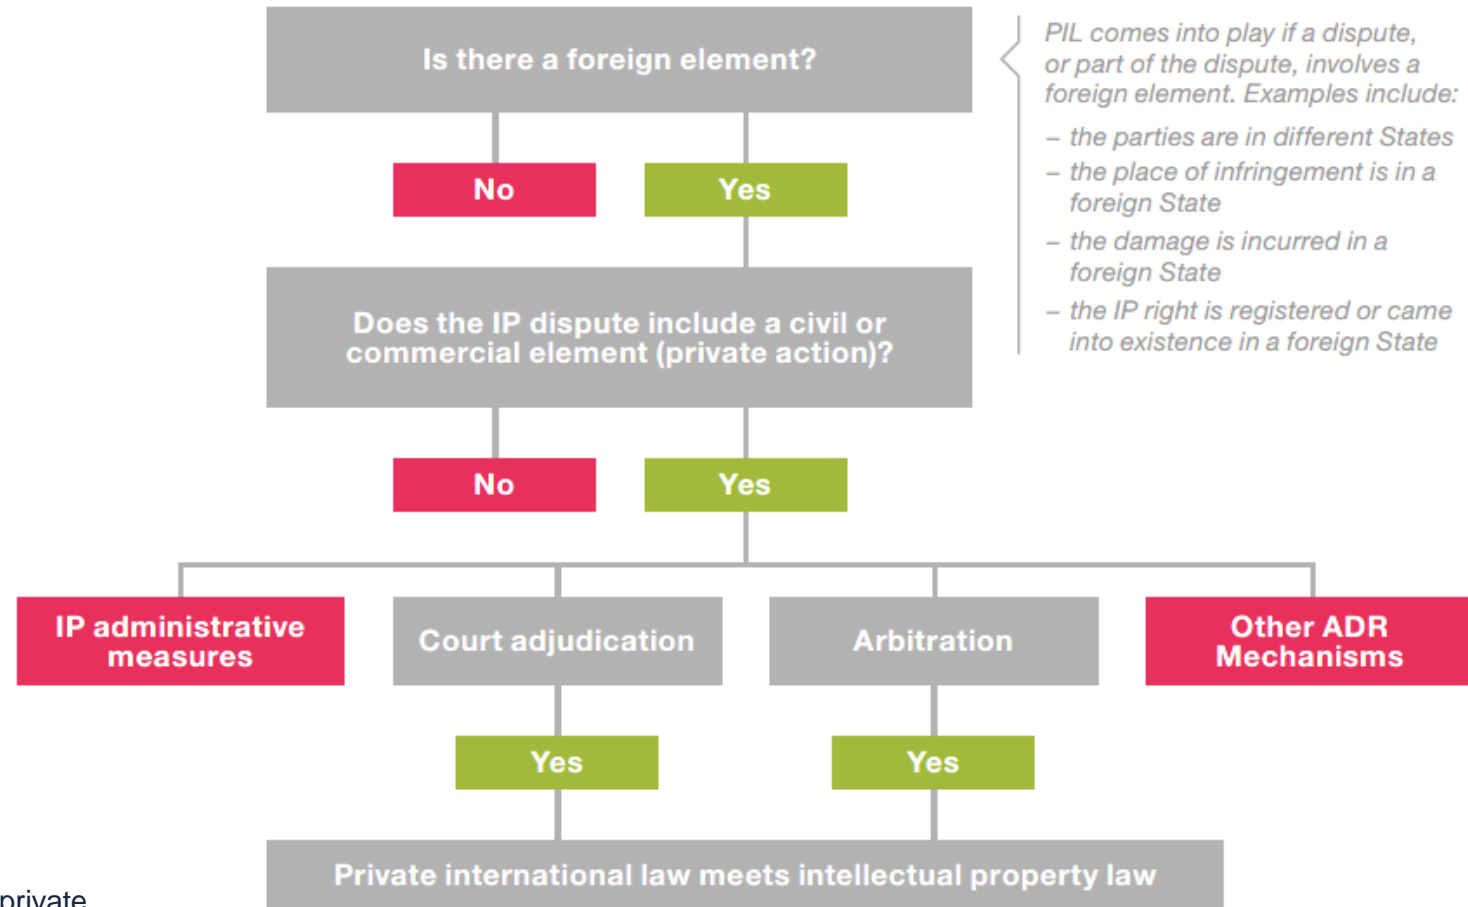 Is there a foreign element?
PIL comes into play if a dispute,
or part of the dispute, involves a
foreign element. Examples include:
– the parties are in different States
– the place of infringement is in a
foreign State
– the damage is incurred in a
foreign State
– the IP right is registered or came
into existence in a foreign State
No
Yes
Does the IP dispute include a civil or
commercial element (private action)?
No
Yes
IP administrative
measures
Court adjudication
Arbitration
Other ADR
Mechanisms
Yes
Yes
Private international law meets intellectual property law
private